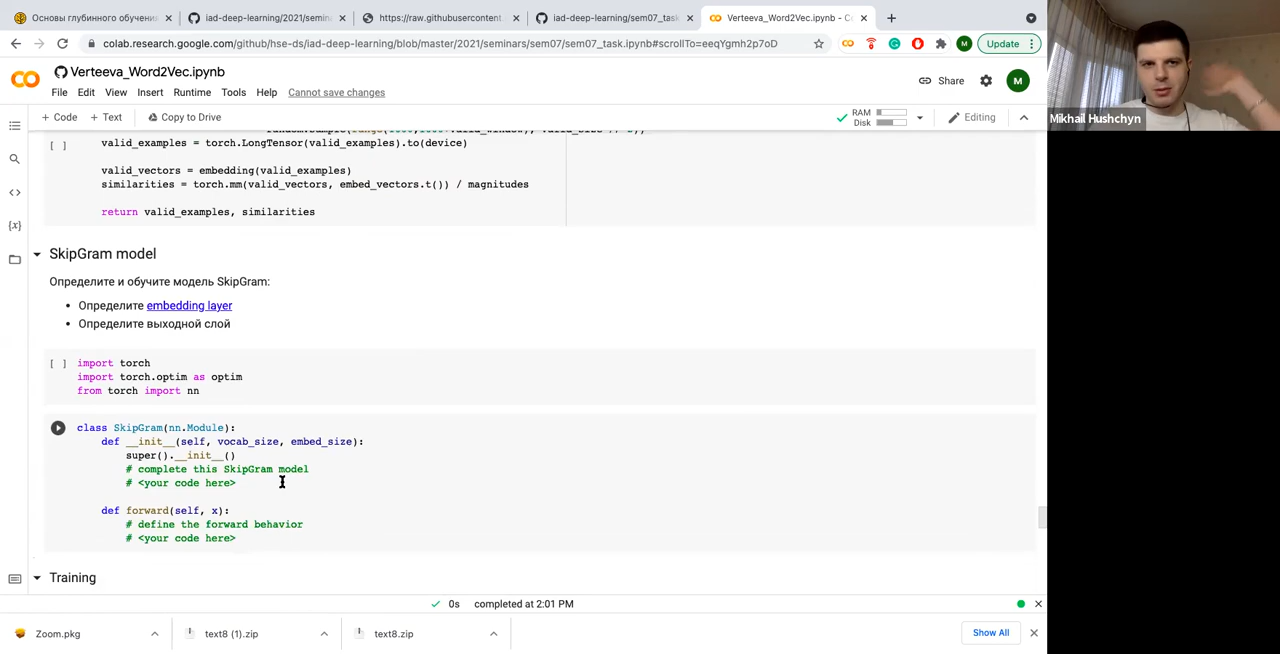 Основы глубинного обучени
iad-deep-learning/2021/semina
https://raw.githubusercontent.
iad-deep-learning/sem07_task.
Verteeva_Word2Vec.ipynb - C
colab.research.google.com/github/hse-ds/iad-deep-learning/blob/master/2021/seminars/sem07/sem07_task.ipynb#scrollTo=eeqYgmh2p7oD
M
Update
Verteeva_Word2Vec.ipynb
Share
M
File Edit View Insert Runtime Tools Help Cannot save changes
+ Code + Text Copy to Drive
RAM
Disk
Editing
Mikhail Hushchyn
[ ]
valid_examples = torch.LongTensor(valid_examples).to(device)
valid_vectors = embedding(valid_examples)
similarities = torch.mm(valid_vectors, embed_vectors.t()) / magnitudes
return valid_examples, similarities
SkipGram model
Определите и обучите модель SkipGram:
• Определите embedding layer
• Определите выходной слой
[ ] import torch
import torch.optim as optim
from torch import nn
class SkipGram(nn.Module):
def __init__(self, vocab_size, embed_size):
super().__init__()
# complete this SkipGram model
# <your code here>
def forward(self, x):
# define the forward behavior
# <your code here>
Training
0s completed at 2:01 PM
Zoom.pkg
text8 (1).zip
text8.zip
Show All